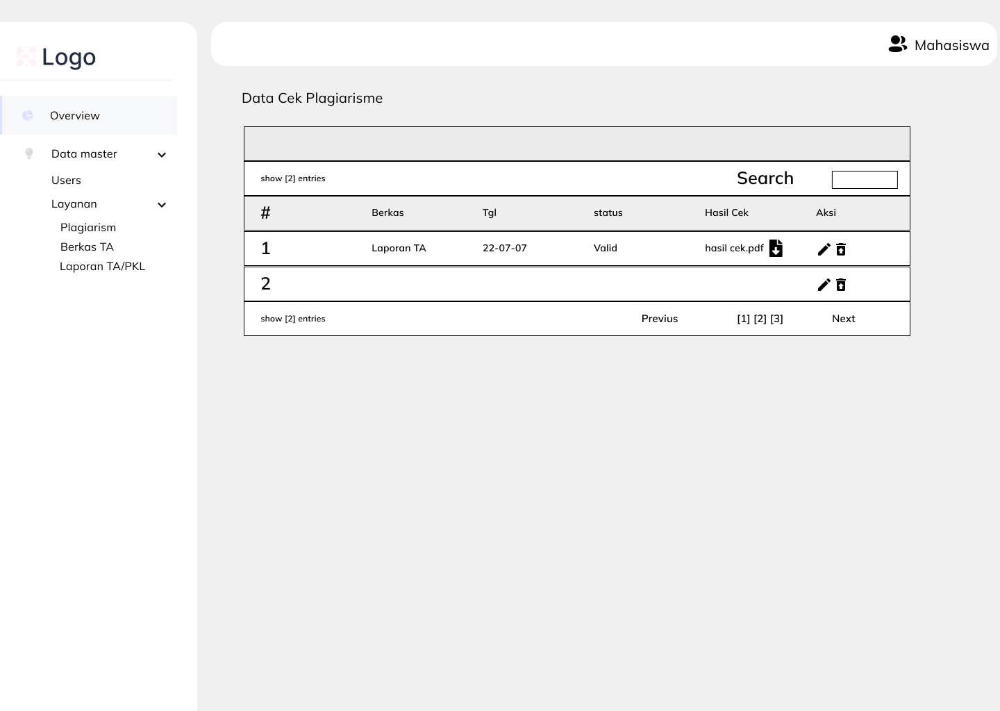 Logo
Mahasiswa
Data Cek Plagiarisme
Overview
Data master
Users
Layanan
Plagiarism
Berkas TA
Laporan TA/PKL
show [2] entries Search
# Berkas Tgl status Hasil Cek Aksi
1 Laporan TA 22-07-07 Valid hasil cek.pdf
2
show [2] entries Previus [1] [2] [3] Next